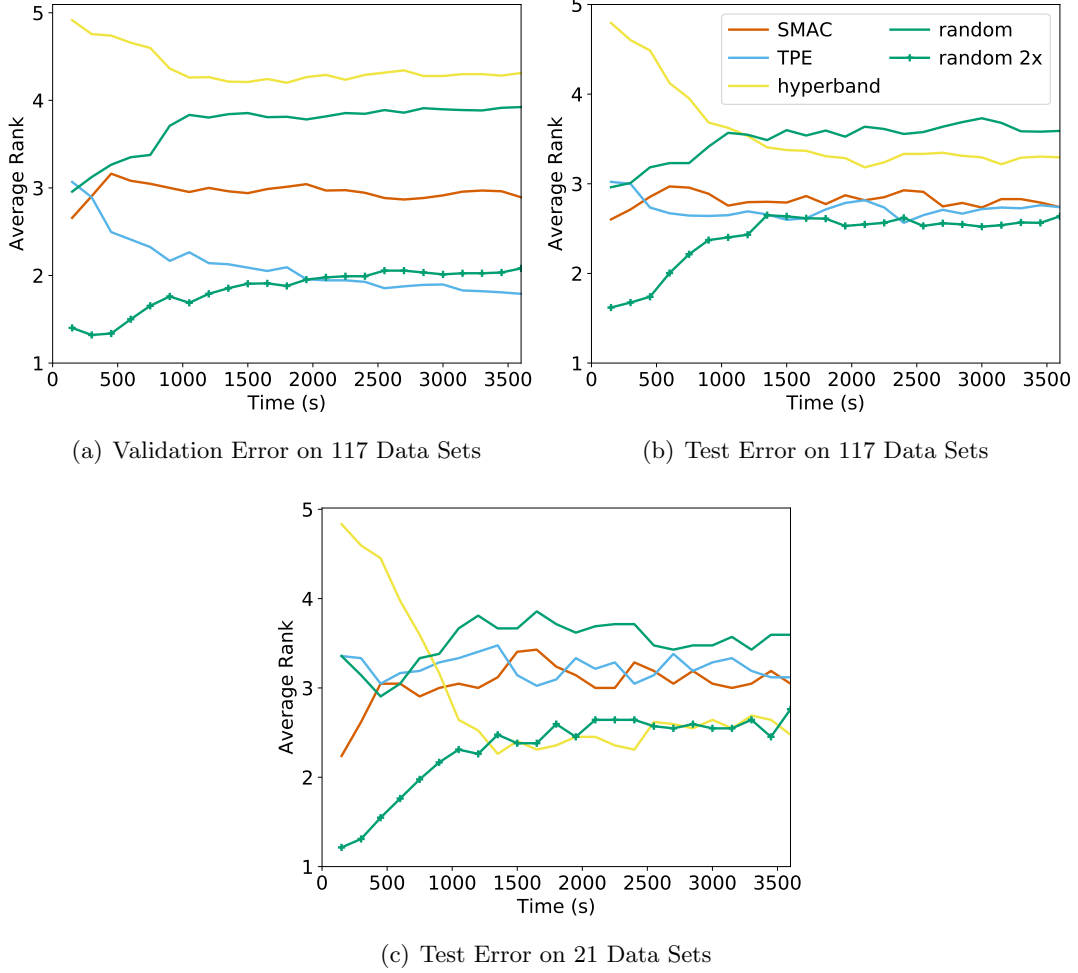 5
4
3
2
1
Average Rank
0 500 1000 1500 2000 2500 3000 3500
Time (s)
(a) Validation Error on 117 Data Sets
5
4
3
2
1
Average Rank
SMAC
TPE
hyperband
random
random 2x
0 500 1000 1500 2000 2500 3000 3500
Time (s)
(b) Test Error on 117 Data Sets
5
4
3
2
1
Average Rank
0 500 1000 1500 2000 2500 3000 3500
Time (s)
(c) Test Error on 21 Data Sets